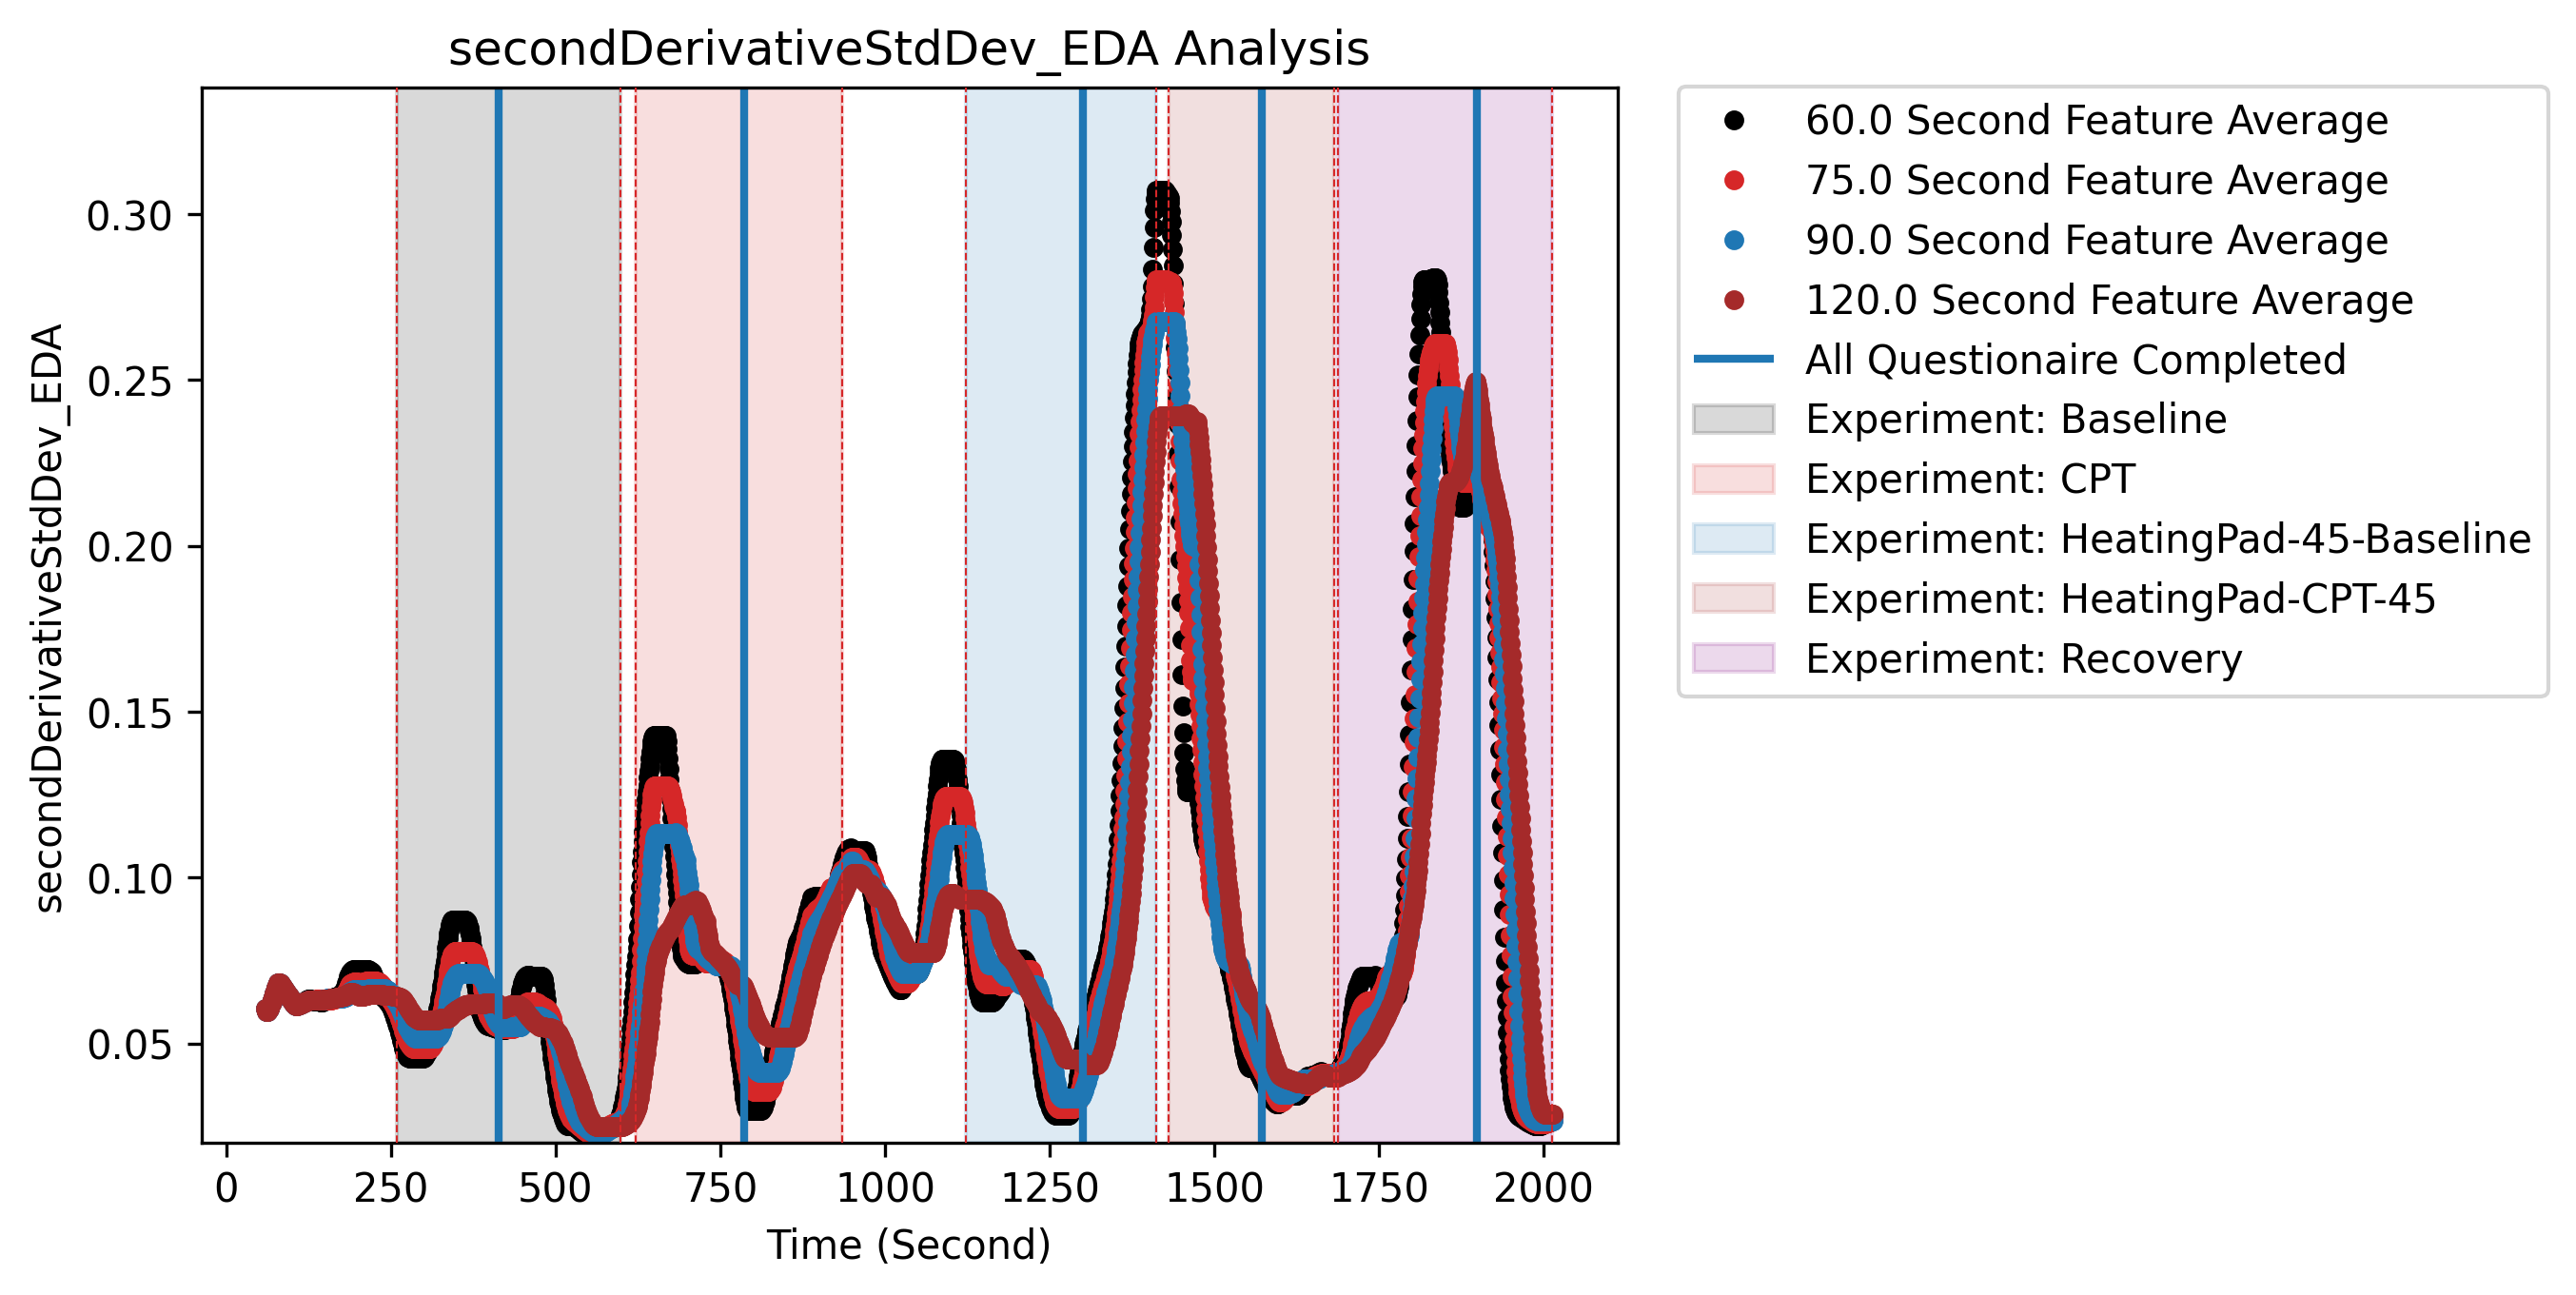 secondDerivativeStdDev_EDA Analysis
secondDerivativeStdDev_EDA
0.30
0.25
0.20
0.15
0.10
0.05
0 250 500 750 1000 1250 1500 1750 2000
Time (Second)
60.0 Second Feature Average
75.0 Second Feature Average
90.0 Second Feature Average
120.0 Second Feature Average
All Questionaire Completed
Experiment: Baseline
Experiment: CPT
Experiment: HeatingPad-45-Baseline
Experiment: HeatingPad-CPT-45
Experiment: Recovery